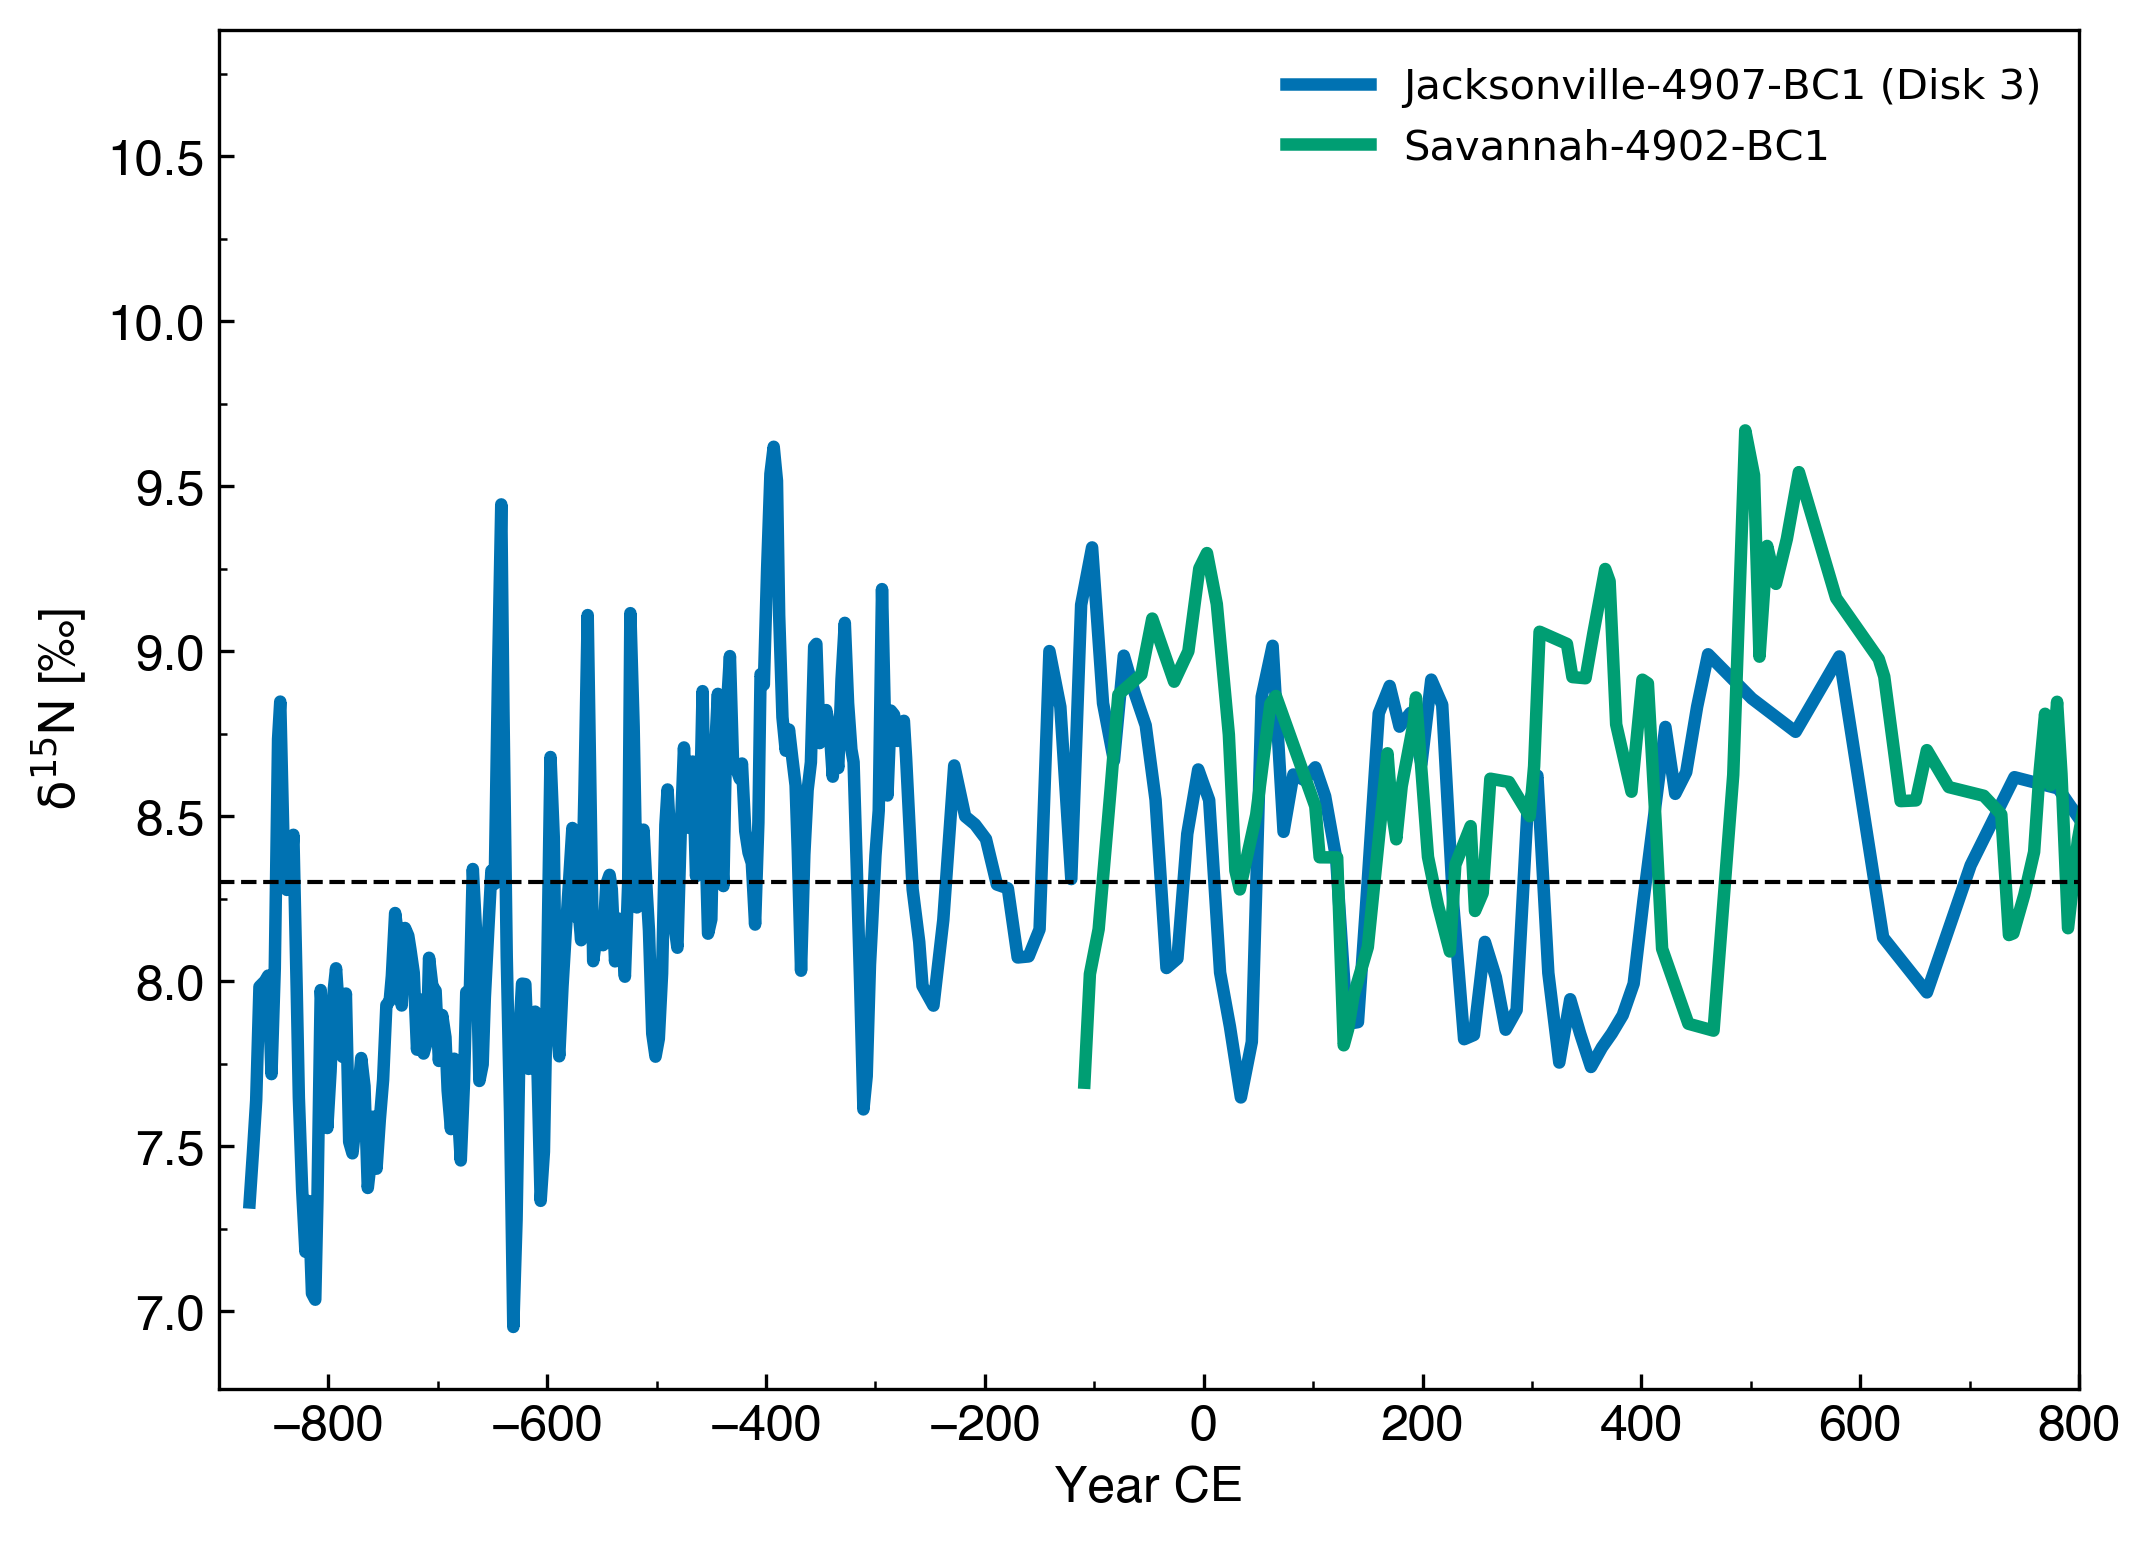 Jacksonville-4907-BC1 (Disk 3)
Savannah-4902-BC1
10.5
10.0
9.5
9.0
8.5
8.0
7.5
7.0
δ¹⁵N [‰]
−800 −600 −400 −200 0 200 400 600 800
Year CE